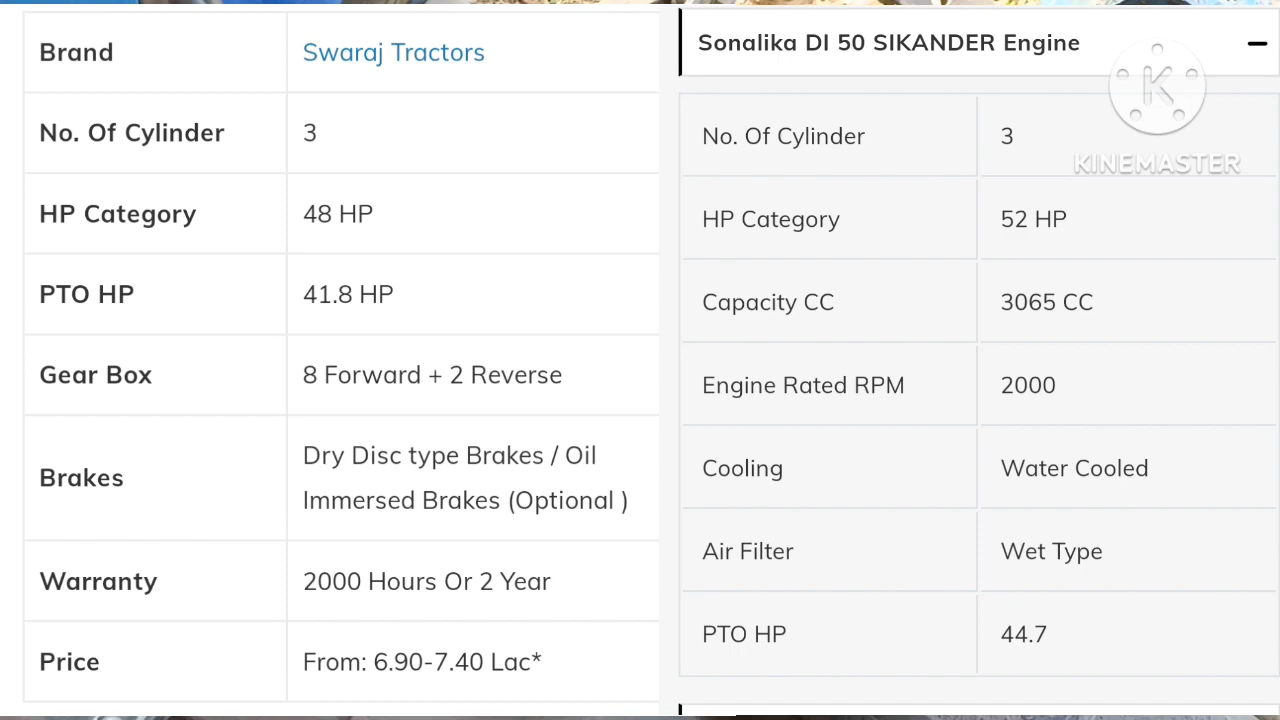 Brand Swaraj Tractors
No. Of Cylinder 3
HP Category 48 HP
PTO HP 41.8 HP
Gear Box 8 Forward + 2 Reverse
Brakes Dry Disc type Brakes / Oil
Immersed Brakes (Optional )
Warranty 2000 Hours Or 2 Year
Price From: 6.90-7.40 Lac*
Sonalika DI 50 SIKANDER Engine
No. Of Cylinder 3
HP Category 52 HP
Capacity CC 3065 CC
Engine Rated RPM 2000
Cooling Water Cooled
Air Filter Wet Type
PTO HP 44.7
K
KINEMASTER